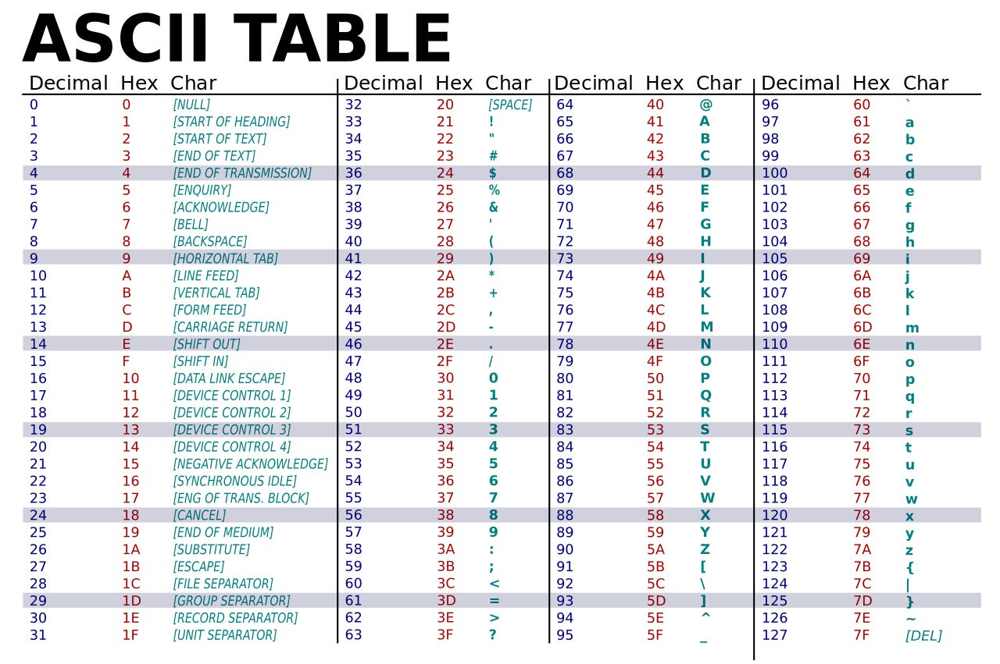 ASCII TABLE
Decimal Hex Char Decimal Hex Char Decimal Hex Char Decimal Hex Char
0 0 [NULL] 32 20 [SPACE] 64 40 @ 96 60 `
1 1 [START OF HEADING] 33 21 ! 65 41 A 97 61 a
2 2 [START OF TEXT] 34 22 " 66 42 B 98 62 b
3 3 [END OF TEXT] 35 23 # 67 43 C 99 63 c
4 4 [END OF TRANSMISSION] 36 24 $ 68 44 D 100 64 d
5 5 [ENQUIRY] 37 25 % 69 45 E 101 65 e
6 6 [ACKNOWLEDGE] 38 26 & 70 46 F 102 66 f
7 7 [BELL] 39 27 ' 71 47 G 103 67 g
8 8 [BACKSPACE] 40 28 ( 72 48 H 104 68 h
9 9 [HORIZONTAL TAB] 41 29 ) 73 49 I 105 69 i
10 A [LINE FEED] 42 2A * 74 4A J 106 6A j
11 B [VERTICAL TAB] 43 2B + 75 4B K 107 6B k
12 C [FORM FEED] 44 2C , 76 4C L 108 6C l
13 D [CARRIAGE RETURN] 45 2D - 77 4D M 109 6D m
14 E [SHIFT OUT] 46 2E . 78 4E N 110 6E n
15 F [SHIFT IN] 47 2F / 79 4F O 111 6F o
16 10 [DATA LINK ESCAPE] 48 30 0 80 50 P 112 70 p
17 11 [DEVICE CONTROL 1] 49 31 1 81 51 Q 113 71 q
18 12 [DEVICE CONTROL 2] 50 32 2 82 52 R 114 72 r
19 13 [DEVICE CONTROL 3] 51 33 3 83 53 S 115 73 s
20 14 [DEVICE CONTROL 4] 52 34 4 84 54 T 116 74 t
21 15 [NEGATIVE ACKNOWLEDGE] 53 35 5 85 55 U 117 75 u
22 16 [SYNCHRONOUS IDLE] 54 36 6 86 56 V 118 76 v
23 17 [ENG OF TRANS. BLOCK] 55 37 7 87 57 W 119 77 w
24 18 [CANCEL] 56 38 8 88 58 X 120 78 x
25 19 [END OF MEDIUM] 57 39 9 89 59 Y 121 79 y
26 1A [SUBSTITUTE] 58 3A : 90 5A Z 122 7A z
27 1B [ESCAPE] 59 3B ; 91 5B [ 123 7B {
28 1C [FILE SEPARATOR] 60 3C < 92 5C \ 124 7C |
29 1D [GROUP SEPARATOR] 61 3D = 93 5D ] 125 7D }
30 1E [RECORD SEPARATOR] 62 3E > 94 5E ^ 126 7E ~
31 1F [UNIT SEPARATOR] 63 3F ? 95 5F _ 127 7F [DEL]